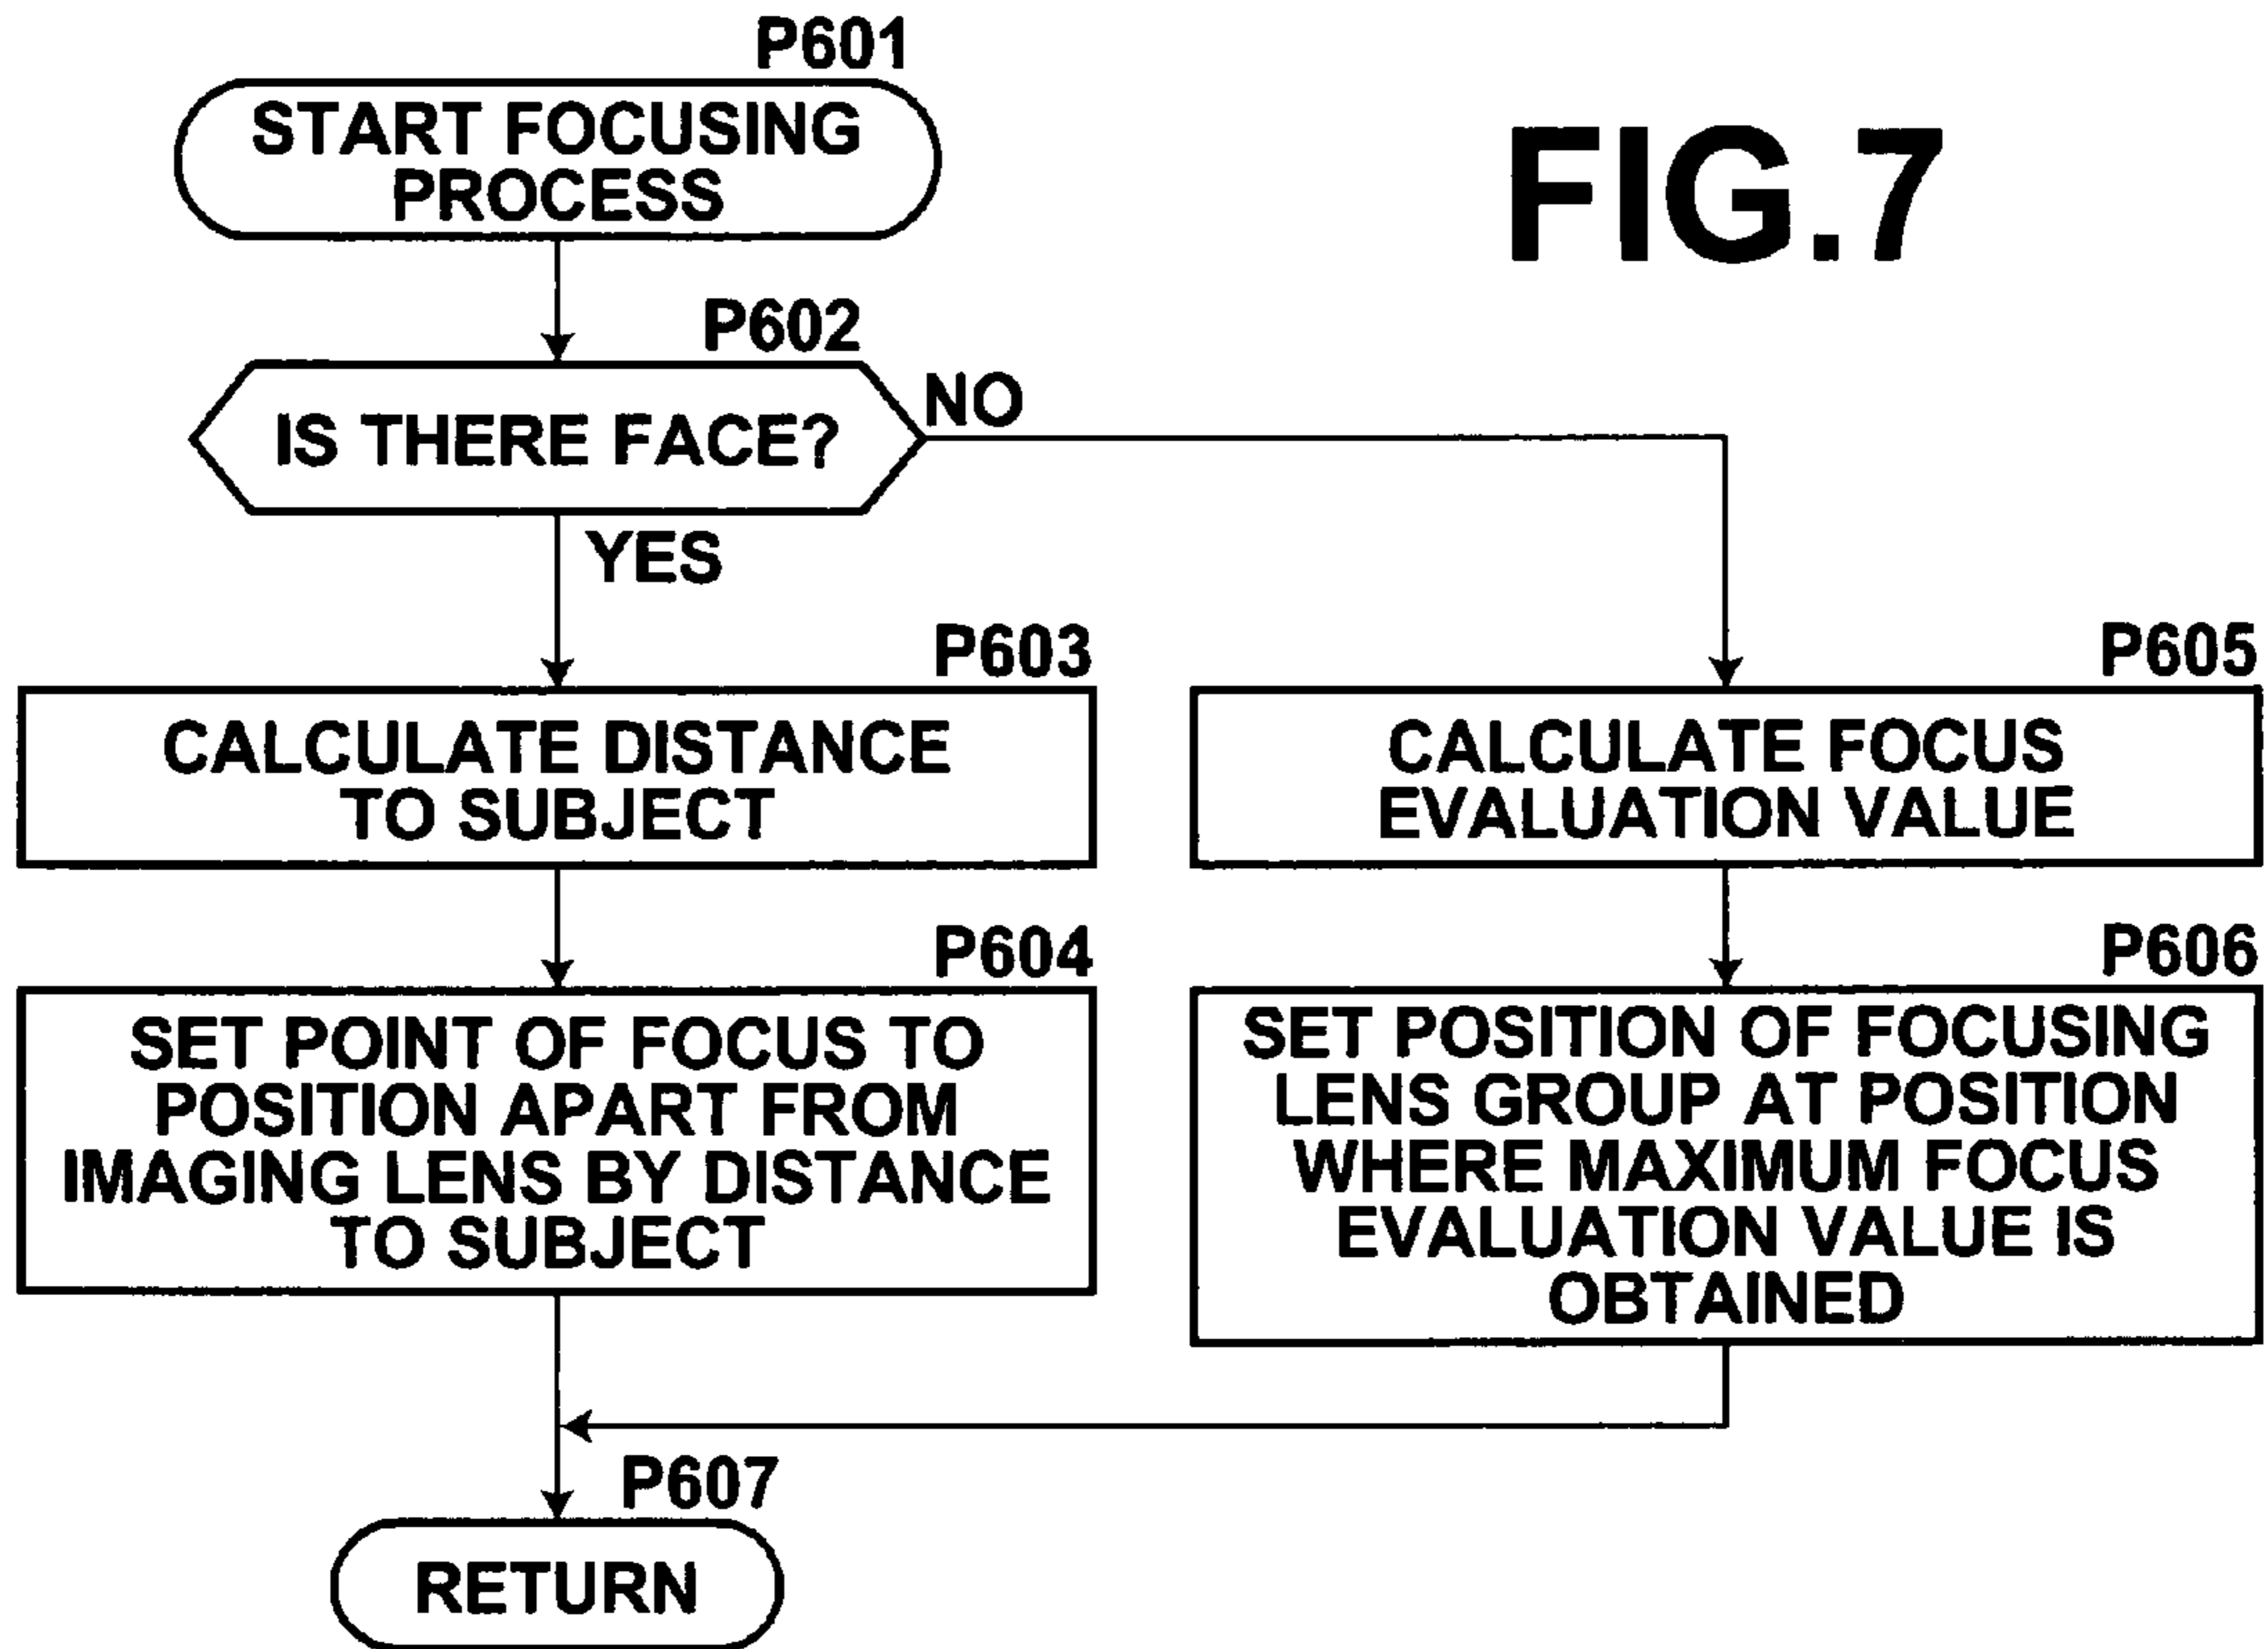 P601
START FOCUSING
PROCESS
FIG.7
P602
IS THERE FACE?
NO
YES
P603
CALCULATE DISTANCE
TO SUBJECT
P605
CALCULATE FOCUS
EVALUATION VALUE
P604
SET POINT OF FOCUS TO
POSITION APART FROM
IMAGING LENS BY DISTANCE
TO SUBJECT
P606
SET POSITION OF FOCUSING
LENS GROUP AT POSITION
WHERE MAXIMUM FOCUS
EVALUATION VALUE IS
OBTAINED
P607
RETURN